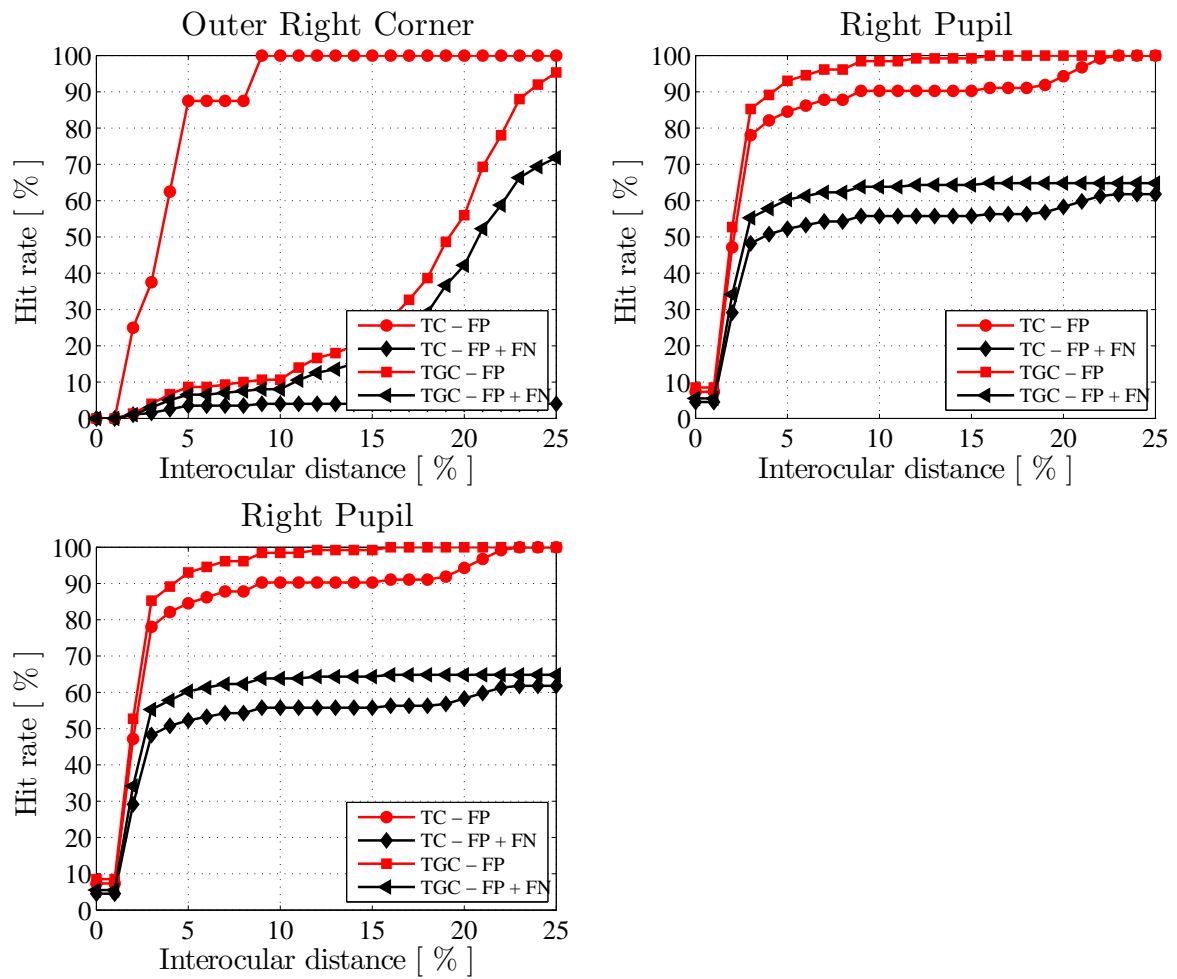 Outer Right Corner
100
90
80
70
60
50
40
30
20
10
0
Hit rate [ % ]
TC – FP
TC – FP + FN
TGC – FP
TGC – FP + FN
0 5 10 15 20 25
Interocular distance [ % ]
Right Pupil
100
90
80
70
60
50
40
30
20
10
0
Hit rate [ % ]
TC – FP
TC – FP + FN
TGC – FP
TGC – FP + FN
0 5 10 15 20 25
Interocular distance [ % ]
Right Pupil
100
90
80
70
60
50
40
30
20
10
0
Hit rate [ % ]
TC – FP
TC – FP + FN
TGC – FP
TGC – FP + FN
0 5 10 15 20 25
Interocular distance [ % ]